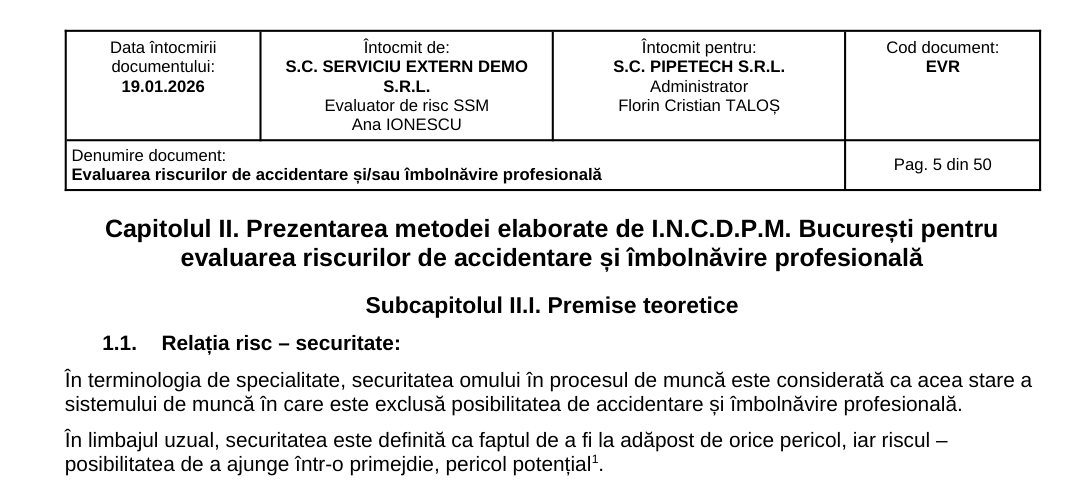 Data întocmirii
documentului:
19.01.2026
Întocmit de:
S.C. SERVICIU EXTERN DEMO
S.R.L.
Evaluator de risc SSM
Ana IONESCU
Întocmit pentru:
S.C. PIPETECH S.R.L.
Administrator
Florin Cristian TALOȘ
Cod document:
EVR
Denumire document:
Evaluarea riscurilor de accidentare și/sau îmbolnăvire profesională
Pag. 5 din 50
Capitolul II. Prezentarea metodei elaborate de I.N.C.D.P.M. București pentru
evaluarea riscurilor de accidentare și îmbolnăvire profesională
Subcapitolul II.I. Premise teoretice
1.1. Relația risc – securitate:
În terminologia de specialitate, securitatea omului în procesul de muncă este considerată ca acea stare a
sistemului de muncă în care este exclusă posibilitatea de accidentare și îmbolnăvire profesională.
În limbajul uzual, securitatea este definită ca faptul de a fi la adăpost de orice pericol, iar riscul –
posibilitatea de a ajunge într-o primejdie, pericol potențial¹.